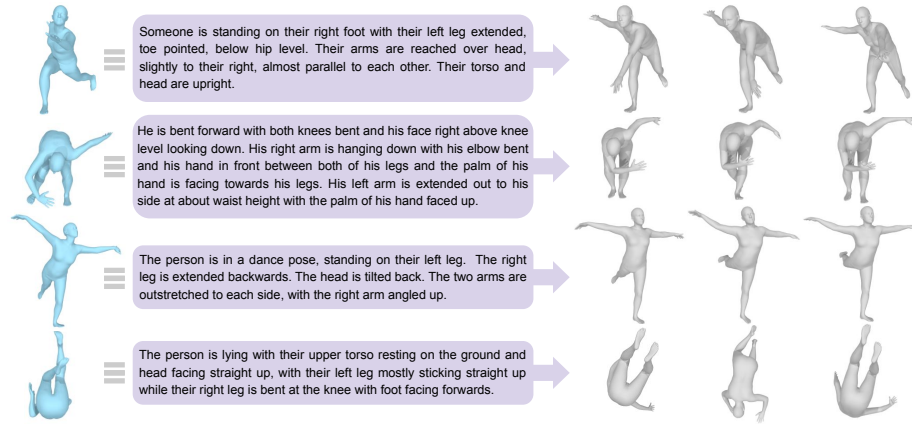 Someone is standing on their right foot with their left leg extended,
toe pointed, below hip level. Their arms are reached over head,
slightly to their right, almost parallel to each other. Their torso and
head are upright.
He is bent forward with both knees bent and his face right above knee
level looking down. His right arm is hanging down with his elbow bent
and his hand in front between both of his legs and the palm of his
hand is facing towards his legs. His left arm is extended out to his
side at about waist height with the palm of his hand faced up.
The person is in a dance pose, standing on their left leg. The right
leg is extended backwards. The head is tilted back. The two arms are
outstretched to each side, with the right arm angled up.
The person is lying with their upper torso resting on the ground and
head facing straight up, with their left leg mostly sticking straight up
while their right leg is bent at the knee with foot facing forwards.